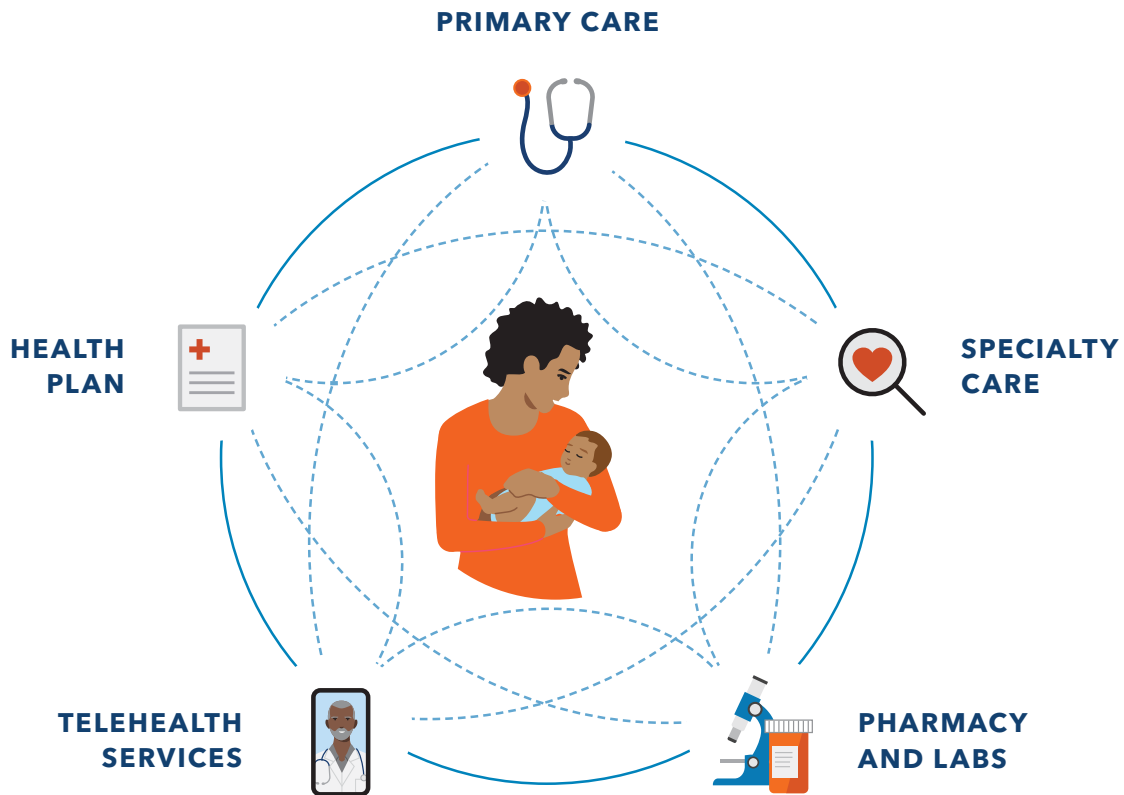 PRIMARY CARE
HEALTH
PLAN
SPECIALTY
CARE
TELEHEALTH
SERVICES
PHARMACY
AND LABS